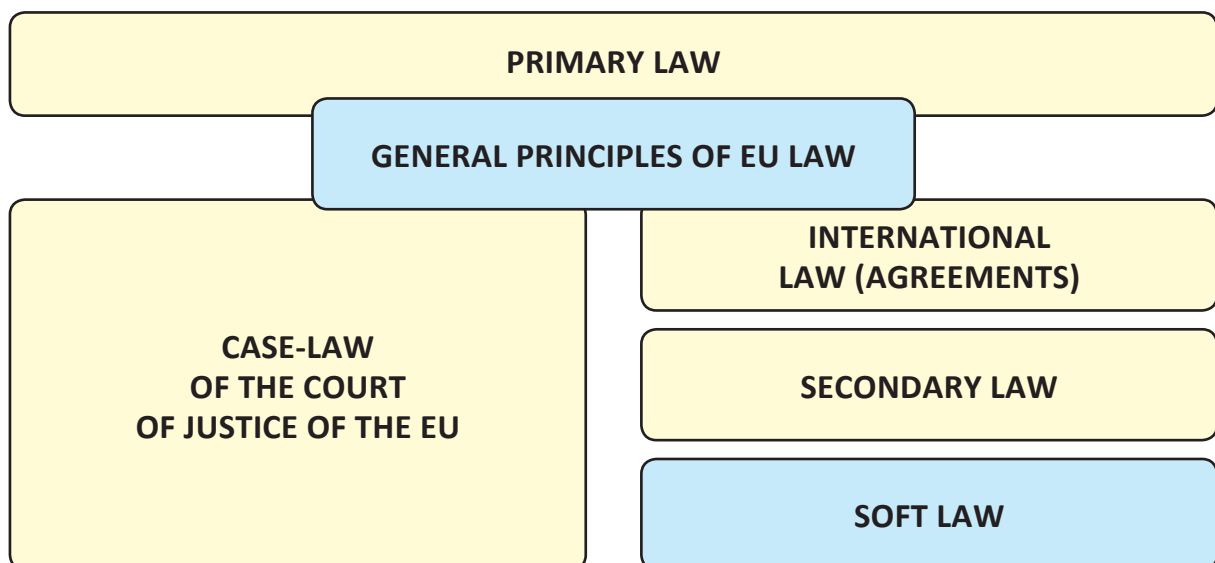 PRIMARY LAW
GENERAL PRINCIPLES OF EU LAW
CASE-LAW
OF THE COURT
OF JUSTICE OF THE EU
INTERNATIONAL
LAW (AGREEMENTS)
SECONDARY LAW
SOFT LAW